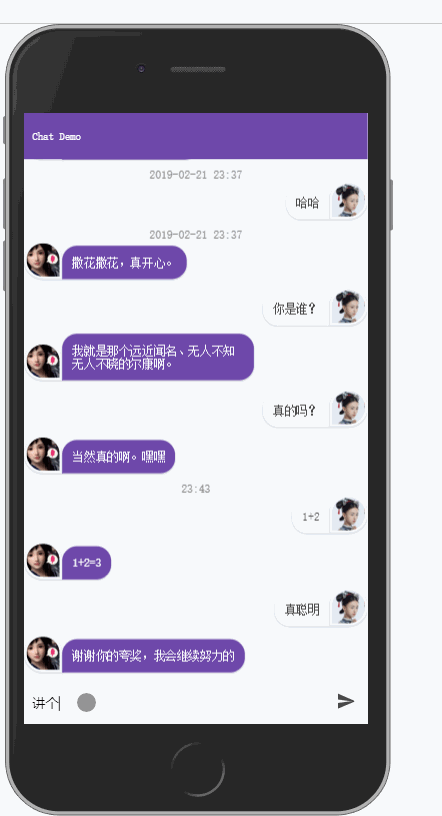 Chat Demo
2019-02-21 23:37
哈哈
2019-02-21 23:37
撒花撒花，真开心。
你是谁？
我就是那个远近闻名、无人不知
无人不晓的尔康啊。
真的吗？
当然真的啊。嘿嘿
23:43
1+2
1+2=3
真聪明
谢谢你的夸奖，我会继续努力的
讲个